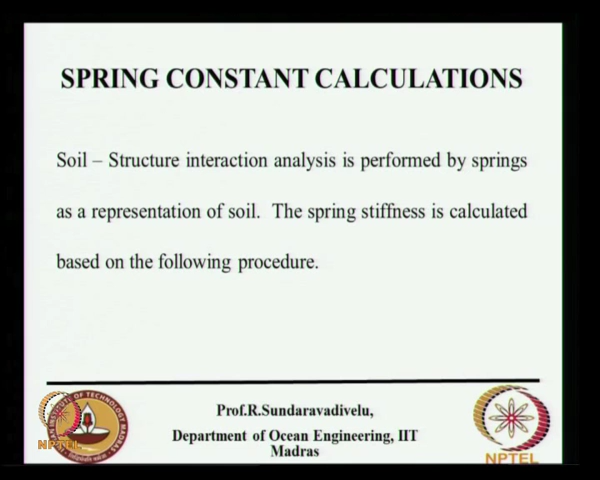 SPRING CONSTANT CALCULATIONS
Soil – Structure interaction analysis is performed by springs
as a representation of soil. The spring stiffness is calculated
based on the following procedure.
Prof.R.Sundaravadivelu,
Department of Ocean Engineering, IIT
Madras
NPTEL
NPTEL